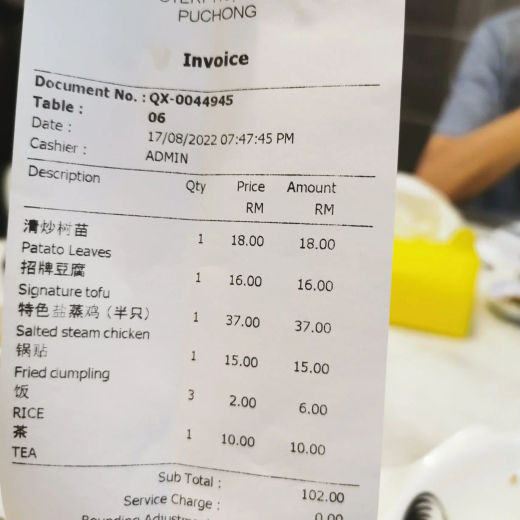 PUCHONG
Invoice
Document No. : QX-0044945
Table : 06
Date : 17/08/2022 07:47:45 PM
Cashier : ADMIN
Description Qty Price Amount
RM RM
清炒树苗 1 18.00 18.00
Patato Leaves
招牌豆腐 1 16.00 16.00
Signature tofu
特色盐蒸鸡（半只） 1 37.00 37.00
Salted steam chicken
锅贴 1 15.00 15.00
Fried dumpling
饭 3 2.00 6.00
RICE
茶 1 10.00 10.00
TEA
Sub Total : 102.00
Service Charge : 0.00
Rounding Adjustment